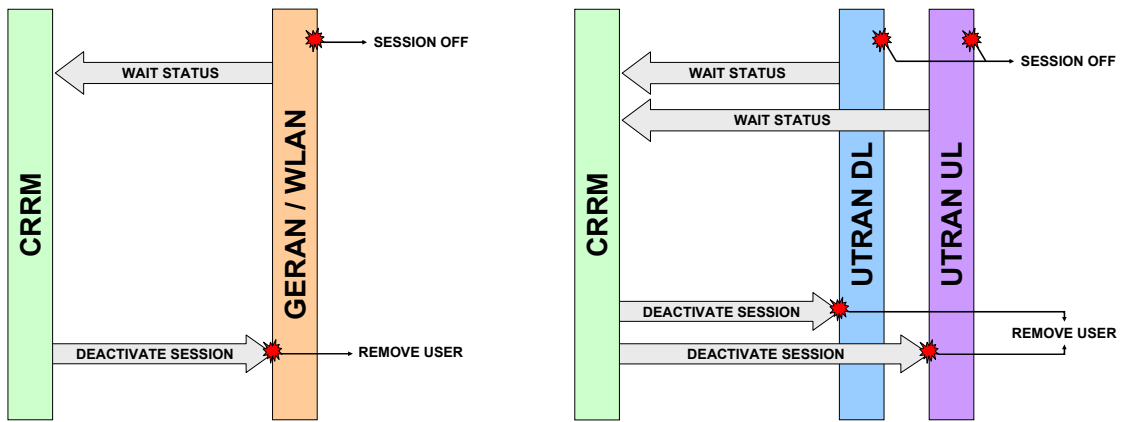 SESSION OFF
WAIT STATUS
CRRM
GERAN / WLAN
DEACTIVATE SESSION
REMOVE USER
SESSION OFF
WAIT STATUS
WAIT STATUS
CRRM
UTRAN DL
UTRAN UL
DEACTIVATE SESSION
REMOVE USER
DEACTIVATE SESSION